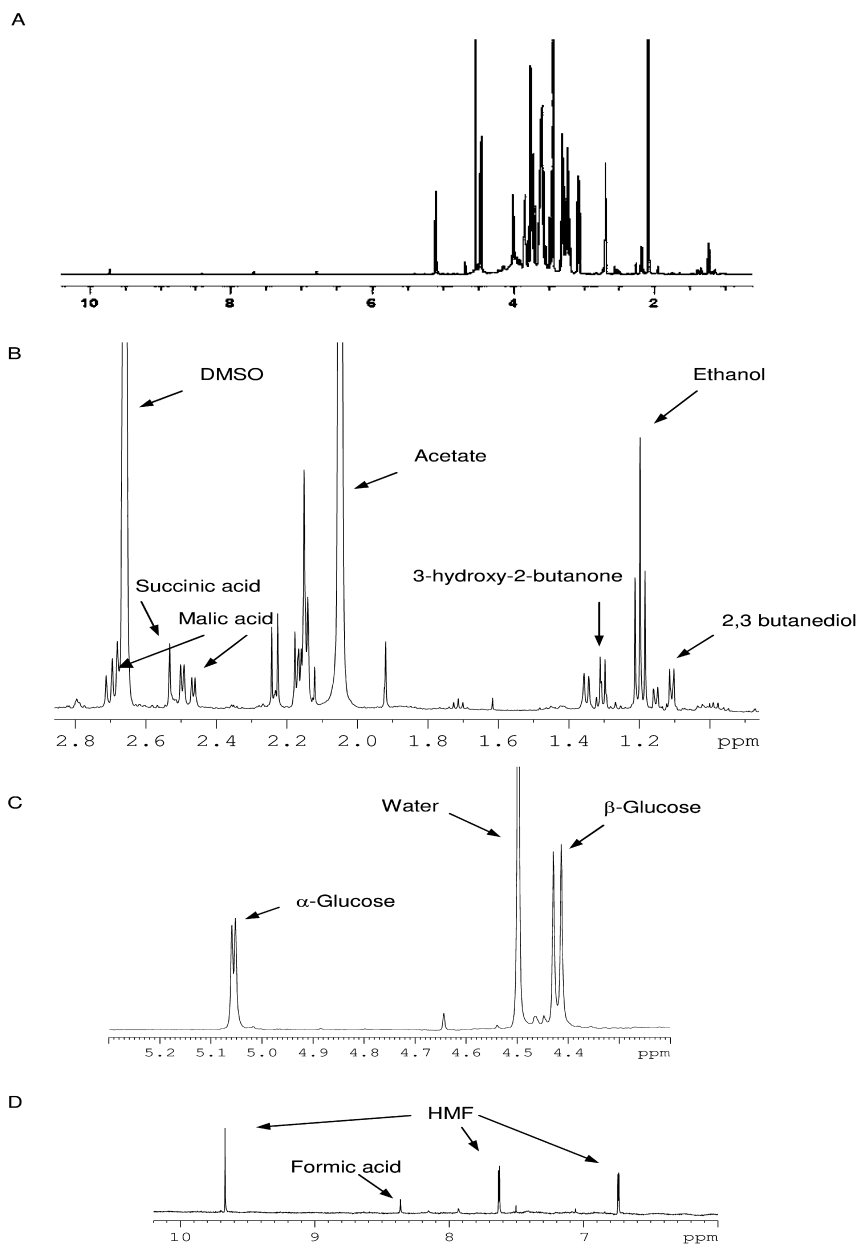 A
10 8 6 4 2
B
DMSO
Ethanol
Acetate
Succinic acid
3-hydroxy-2-butanone
Malic acid
2,3 butanediol
2.8 2.6 2.4 2.2 2.0 1.8 1.6 1.4 1.2 ppm
C
Water
β-Glucose
α-Glucose
5.2 5.1 5.0 4.9 4.8 4.7 4.6 4.5 4.4 ppm
D
HMF
Formic acid
10 9 8 7 ppm